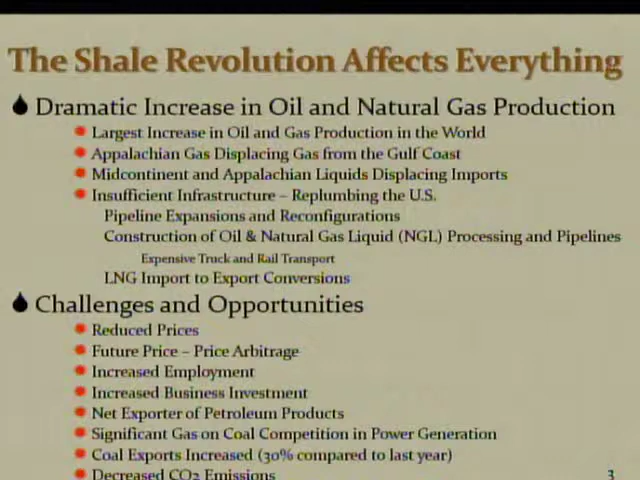 The Shale Revolution Affects Everything
Dramatic Increase in Oil and Natural Gas Production
Largest Increase in Oil and Gas Production in the World
Appalachian Gas Displacing Gas from the Gulf Coast
Midcontinent and Appalachian Liquids Displacing Imports
Insufficient Infrastructure – Replumbing the U.S.
Pipeline Expansions and Reconfigurations
Construction of Oil & Natural Gas Liquid (NGL) Processing and Pipelines
Expensive Truck and Rail Transport
LNG Import to Export Conversions
Challenges and Opportunities
Reduced Prices
Future Price – Price Arbitrage
Increased Employment
Increased Business Investment
Net Exporter of Petroleum Products
Significant Gas on Coal Competition in Power Generation
Coal Exports Increased (30% compared to last year)
Decreased CO2 Emissions
3